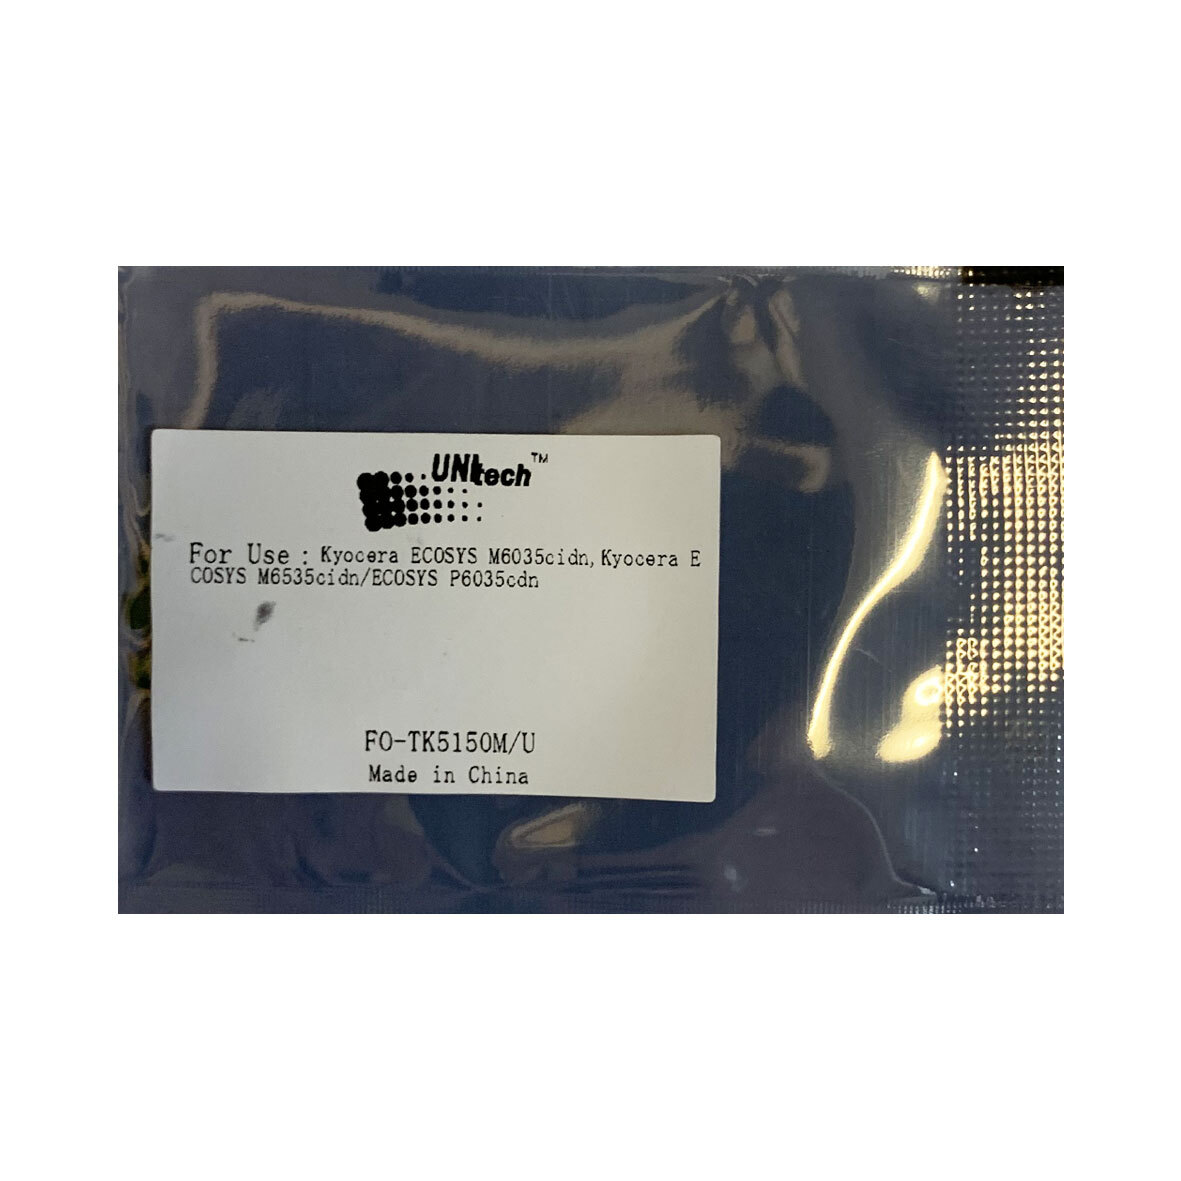 UNItech™
For Use : Kyocera ECOSYS M6035cidn,Kyocera E
COSYS M6535cidn/ECOSYS P6035cdn
FO-TK5150M/U
Made in China